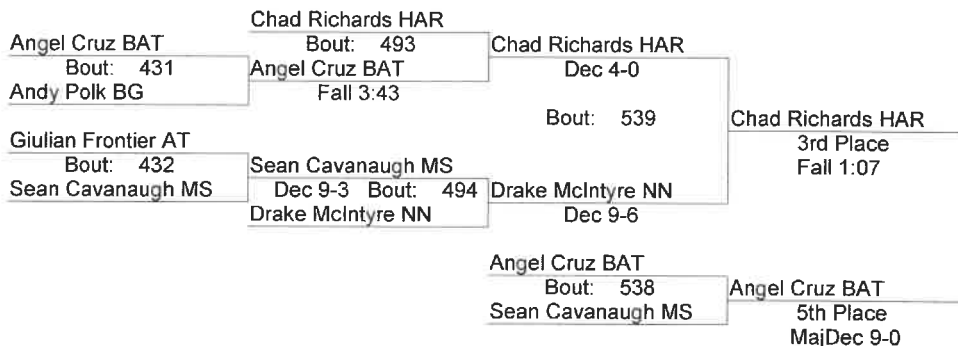 Chad Richards HAR
Angel Cruz BAT
Bout: 493
Chad Richards HAR
Bout: 431
Angel Cruz BAT
Dec 4-0
Andy Polk BG
Fall 3:43
Bout: 539
Chad Richards HAR
Giulian Frontier AT
3rd Place
Bout: 432
Sean Cavanaugh MS
Fall 1:07
Sean Cavanaugh MS
Dec 9-3 Bout: 494
Drake McIntyre NN
Drake McIntyre NN
Dec 9-6
Angel Cruz BAT
Bout: 538
Angel Cruz BAT
Sean Cavanaugh MS
5th Place
MajDec 9-0